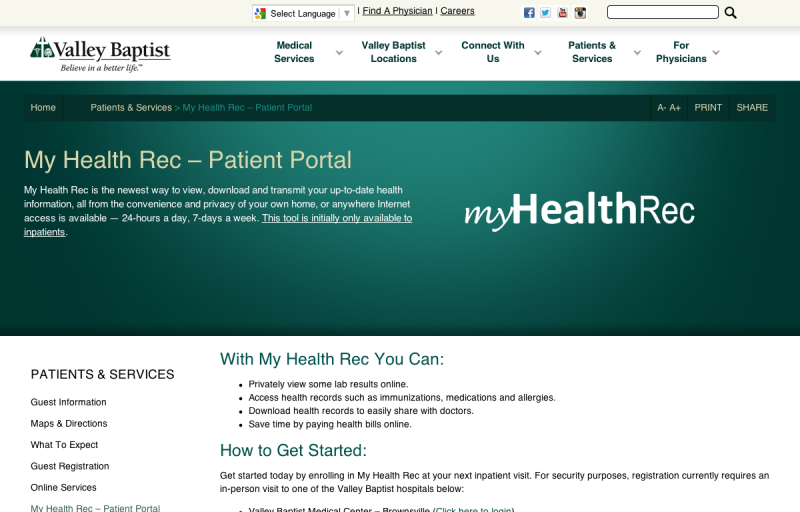 Select Language ▼ | Find A Physician | Careers
Valley Baptist
Believe in a better life.™
Medical Services
Valley Baptist Locations
Connect With Us
Patients & Services
For Physicians
Home
Patients & Services > My Health Rec – Patient Portal
A- A+
PRINT
SHARE
My Health Rec – Patient Portal
My Health Rec is the newest way to view, download and transmit your up-to-date health
information, all from the convenience and privacy of your own home, or anywhere Internet
access is available — 24-hours a day, 7-days a week. This tool is initially only available to
inpatients.
myHealthRec
PATIENTS & SERVICES
Guest Information
Maps & Directions
What To Expect
Guest Registration
Online Services
My Health Rec – Patient Portal
With My Health Rec You Can:
• Privately view some lab results online.
• Access health records such as immunizations, medications and allergies.
• Download health records to easily share with doctors.
• Save time by paying health bills online.
How to Get Started:
Get started today by enrolling in My Health Rec at your next inpatient visit. For security purposes, registration currently requires an
in-person visit to one of the Valley Baptist hospitals below:
• Valley Baptist Medical Center – Brownsville (Click here to login)